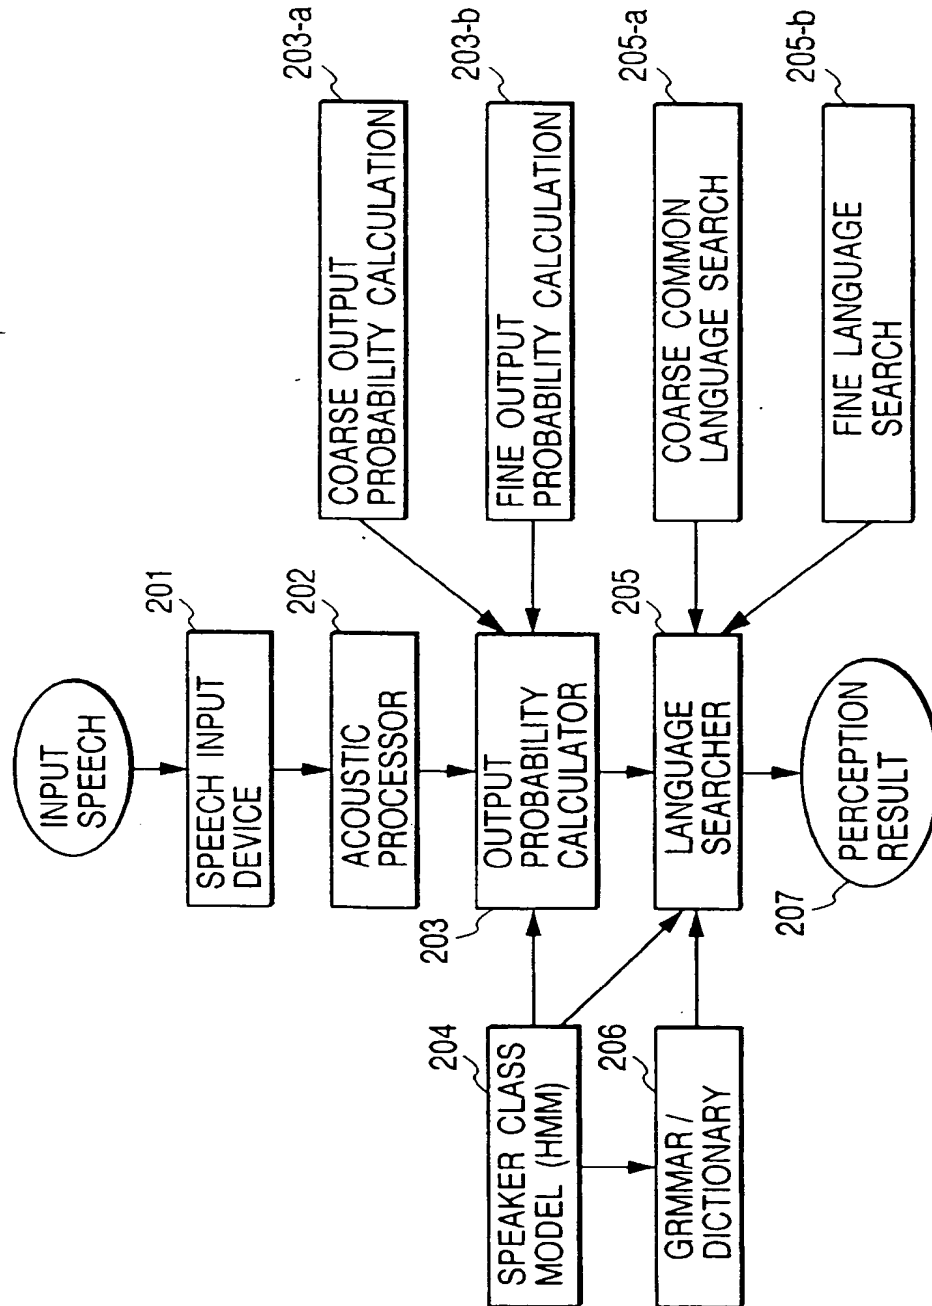 INPUT
SPEECH
201
SPEECH INPUT
DEVICE
202
ACOUSTIC
PROCESSOR
203
OUTPUT
PROBABILITY
CALCULATOR
203-a
COARSE OUTPUT
PROBABILITY CALCULATION
203-b
FINE OUTPUT
PROBABILITY CALCULATION
204
SPEAKER CLASS
MODEL (HMM)
205
LANGUAGE
SEARCHER
205-a
COARSE COMMON
LANGUAGE SEARCH
205-b
FINE LANGUAGE
SEARCH
206
GRMMAR/
DICTIONARY
207
PERCEPTION
RESULT